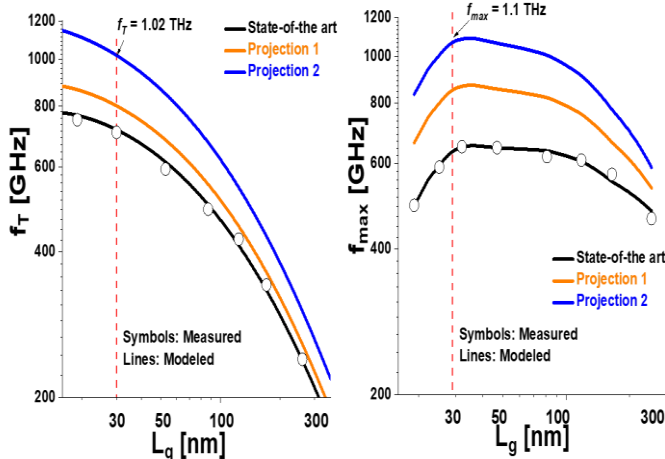 f_T = 1.02 THz
State-of-the art
Projection 1
Projection 2
1200
1000
800
600
400
200
f_T [GHz]
Symbols: Measured
Lines: Modeled
30
100
300
L_g [nm]
f_max = 1.1 THz
1200
1000
800
600
400
200
f_max [GHz]
State-of-the art
Projection 1
Projection 2
Symbols: Measured
Lines: Modeled
30
50
100
300
L_g [nm]